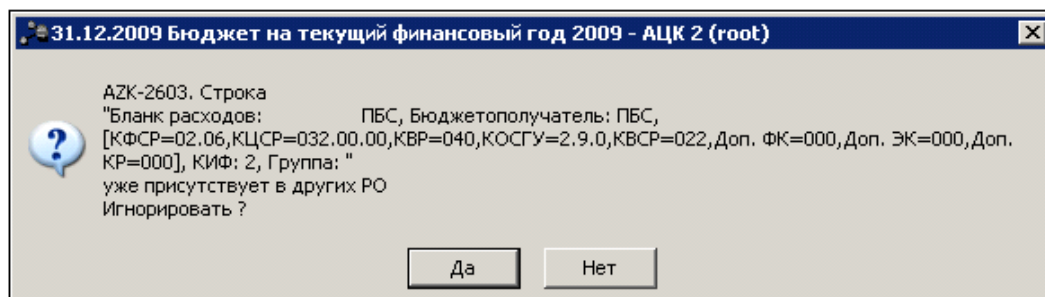 31.12.2009 Бюджет на текущий финансовый год 2009 - АЦК 2 (root)
AZK-2603. Строка
"Бланк расходов: ПБС, Бюджетополучатель: ПБС,
[КФСР=02.06,КЦСР=032.00.00,КВР=040,КОСГУ=2.9.0,КВСР=022,Доп. ФК=000,Доп. ЭК=000,Доп.
КР=000], КИФ: 2, Группа: "
уже присутствует в других РО
Игнорировать ?
Да Нет